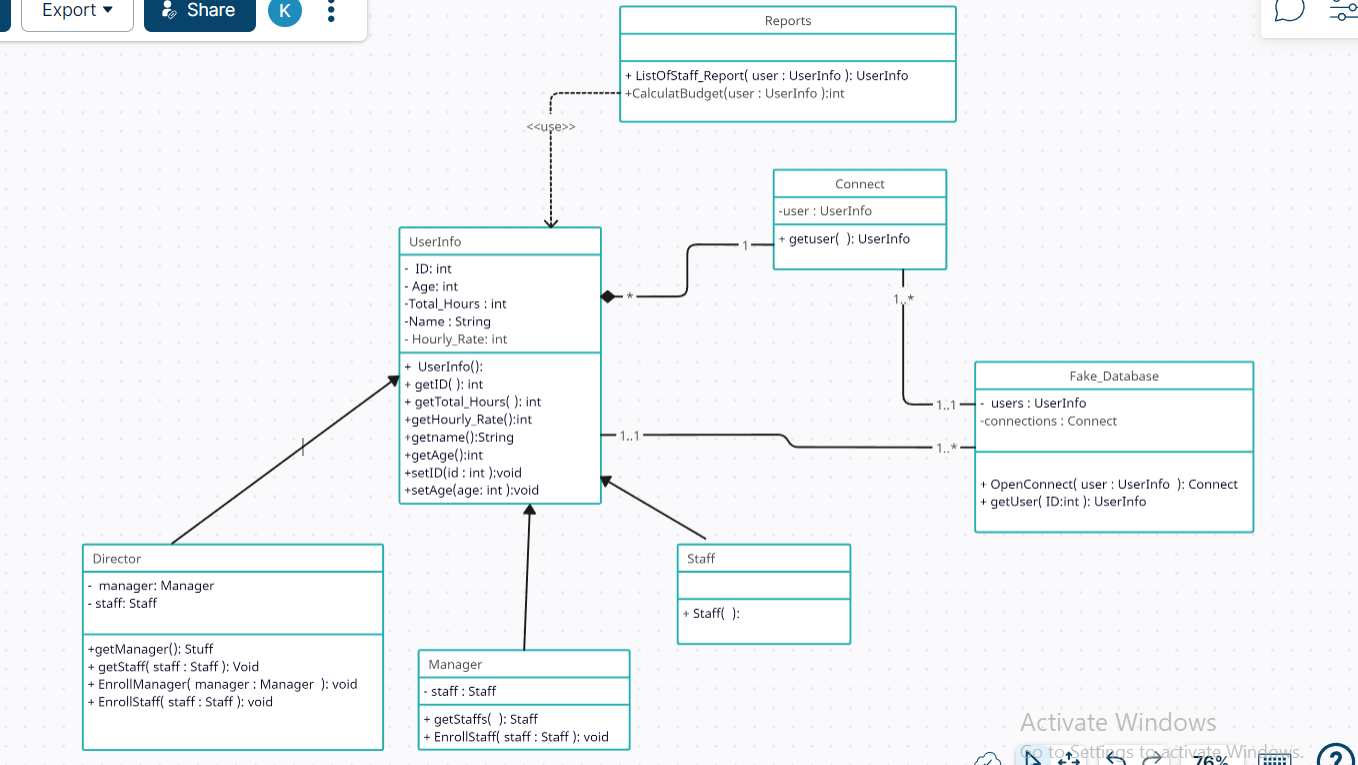 Export
Share
K
Reports
+ ListOfStaff_Report( user : UserInfo ): UserInfo
+CalculatBudget(user : UserInfo ):int
<<use>>
Connect
-user : UserInfo
+ getuser(  ): UserInfo
1
*
1..*
UserInfo
-  ID: int
- Age: int
-Total_Hours : int
-Name : String
- Hourly_Rate: int
+  UserInfo():
+ getID( ): int
+ getTotal_Hours( ): int
+getHourly_Rate():int
+getname():String
+getAge():int
+setID(id : int ):void
+setAge(age: int ):void
Fake_Database
-  users : UserInfo
-connections : Connect
+ OpenConnect( user : UserInfo  ): Connect
+ getUser( ID:int ): UserInfo
1..1
1..1
1..*
Director
-  manager: Manager
- staff: Staff
+getManager(): Stuff
+ getStaff( staff : Staff ): Void
+ EnrollManager( manager : Manager  ): void
+ EnrollStaff( staff : Staff ): void
Manager
- staff : Staff
+ getStaffs(  ): Staff
+ EnrollStaff( staff : Staff ): void
Staff
+ Staff(  ):
Activate Windows
Go to Settings to activate Windows.
76%
?